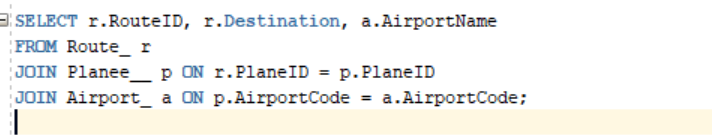 SELECT r.RouteID, r.Destination, a.AirportName
FROM Route_ r
JOIN Planee__ p ON r.PlaneID = p.PlaneID
JOIN Airport_ a ON p.AirportCode = a.AirportCode;